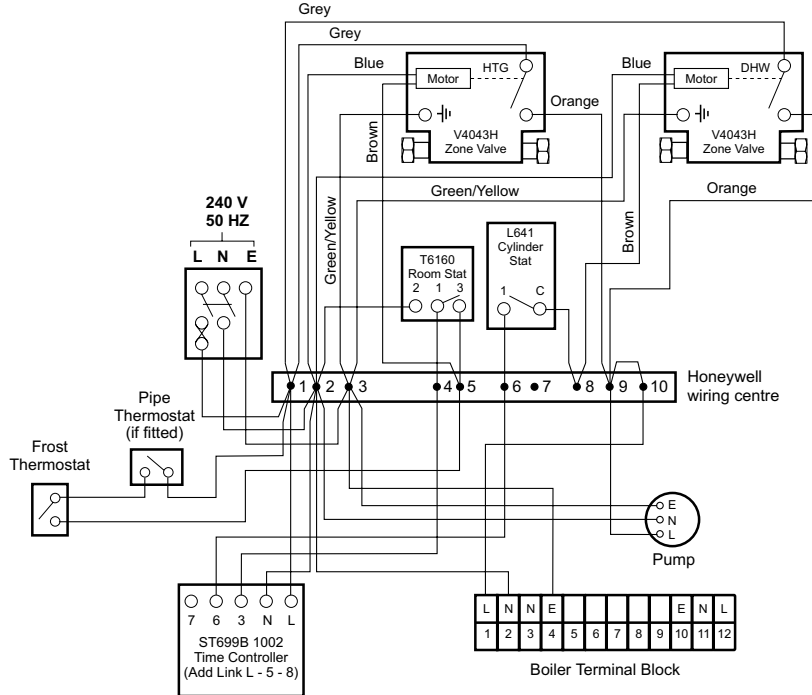 Grey
Grey
Blue
HTG
Motor
Orange
V4043H
Zone Valve
Brown
Blue
DHW
Motor
V4043H
Zone Valve
Orange
Brown
Green/Yellow
Green/Yellow
240 V
50 HZ
L N E
T6160
Room Stat
2 1 3
L641
Cylinder
Stat
1 C
1 2 3 4 5 6 7 8 9 10
Honeywell
wiring centre
Pipe
Thermostat
(if fitted)
Frost
Thermostat
E
N
L
Pump
7 6 3 N L
ST699B 1002
Time Controller
(Add Link L - 5 - 8)
L N N E E N L
1 2 3 4 5 6 7 8 9 10 11 12
Boiler Terminal Block